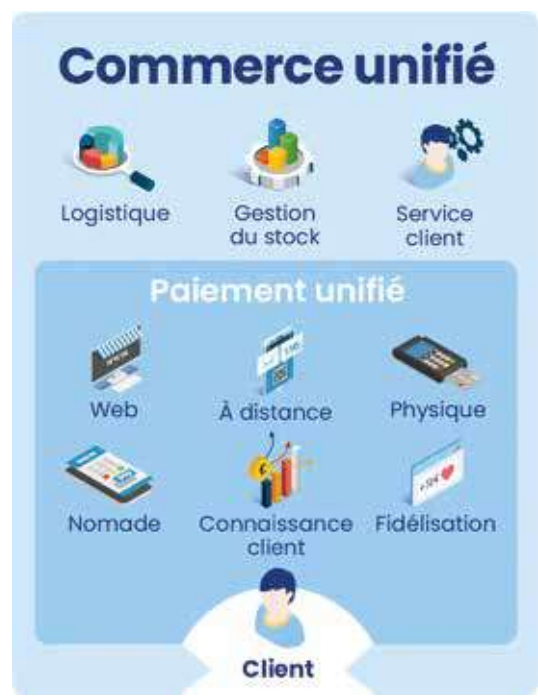 Commerce unifié
Logistique
Gestion
du stock
Service
client
Paiement unifié
Web
À distance
Physique
Nomade
Connaissance
client
Fidélisation
Client